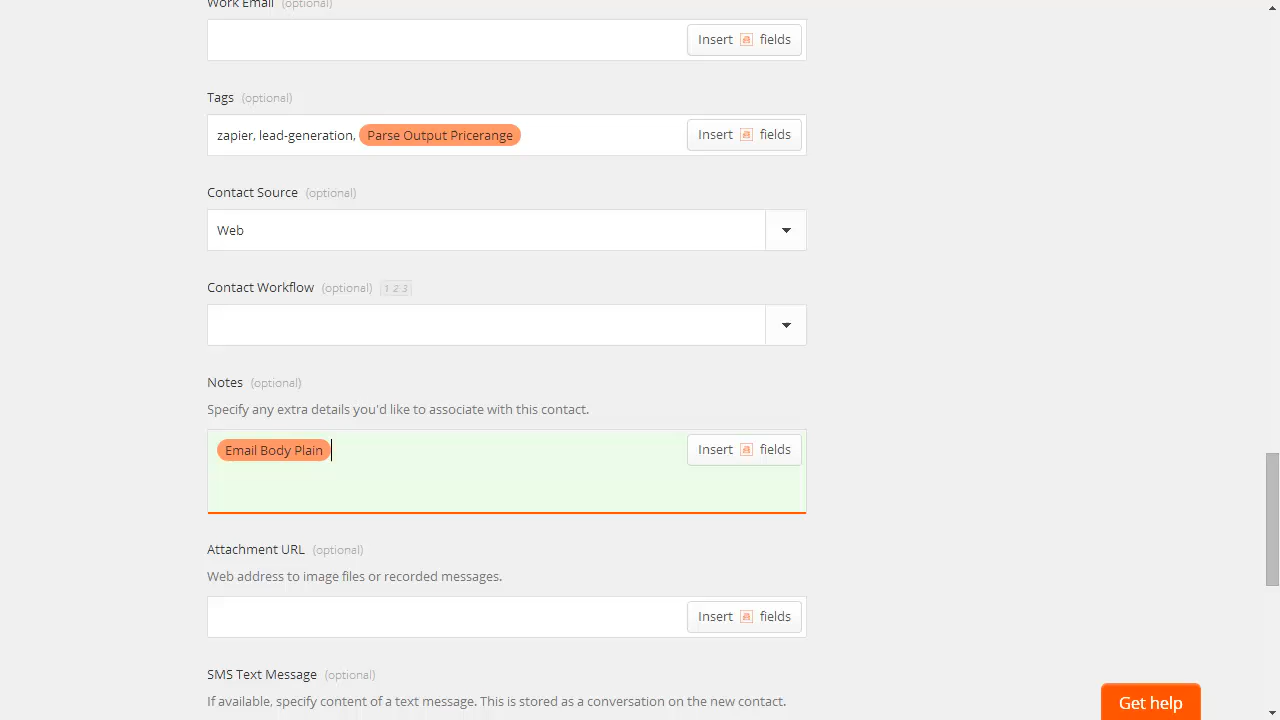 Work Email (optional)
Insert fields
Tags (optional)
zapier, lead-generation, Parse Output Pricerange
Insert fields
Contact Source (optional)
Web
Contact Workflow (optional) 1 2 3
Notes (optional)
Specify any extra details you'd like to associate with this contact.
Email Body Plain
Insert fields
Attachment URL (optional)
Web address to image files or recorded messages.
Insert fields
SMS Text Message (optional)
If available, specify content of a text message. This is stored as a conversation on the new contact.
Get help